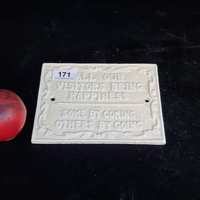 171
ALL OUR
VISITORS BRING
HAPPINESS
SOME BY COMING
OTHERS BY GOING